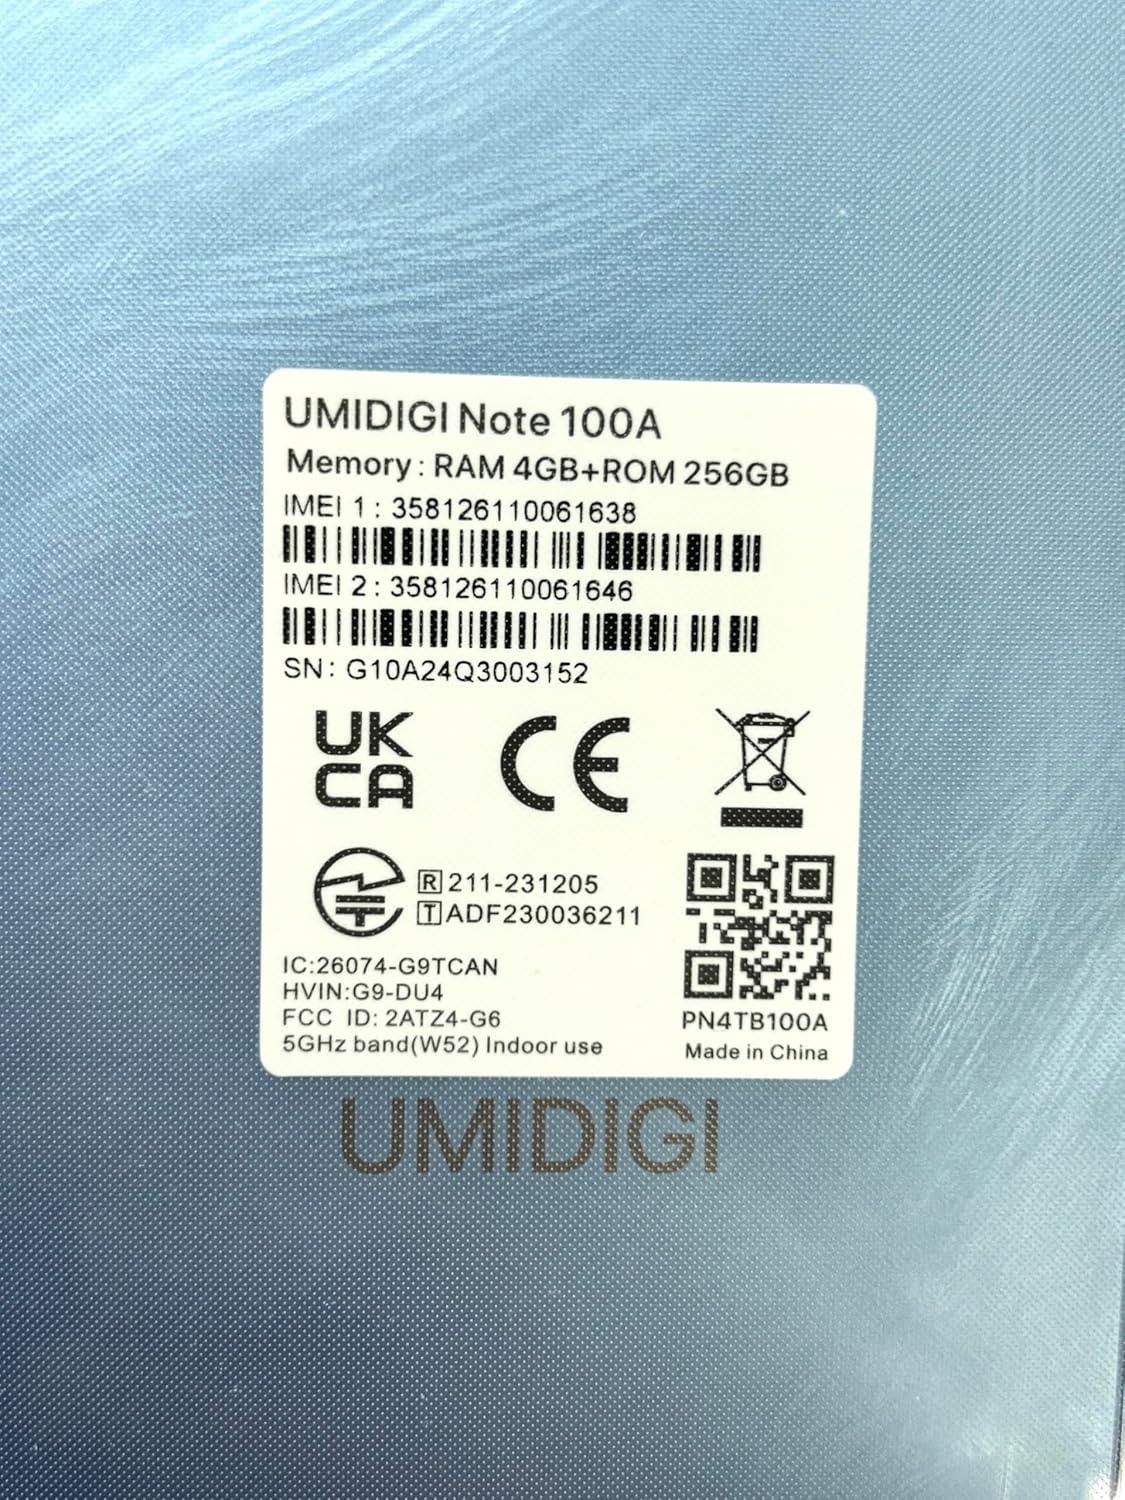 UMIDIGI Note 100A
Memory : RAM 4GB+ROM 256GB
IMEI 1 : 358126110061638
IMEI 2 : 358126110061646
SN : G10A24Q3003152
UK
CA
CE
R 211-231205
T ADF230036211
IC:26074-G9TCAN
HVIN:G9-DU4
FCC ID: 2ATZ4-G6
5GHz band(W52) Indoor use
PN4TB100A
Made in China
UMIDIGI